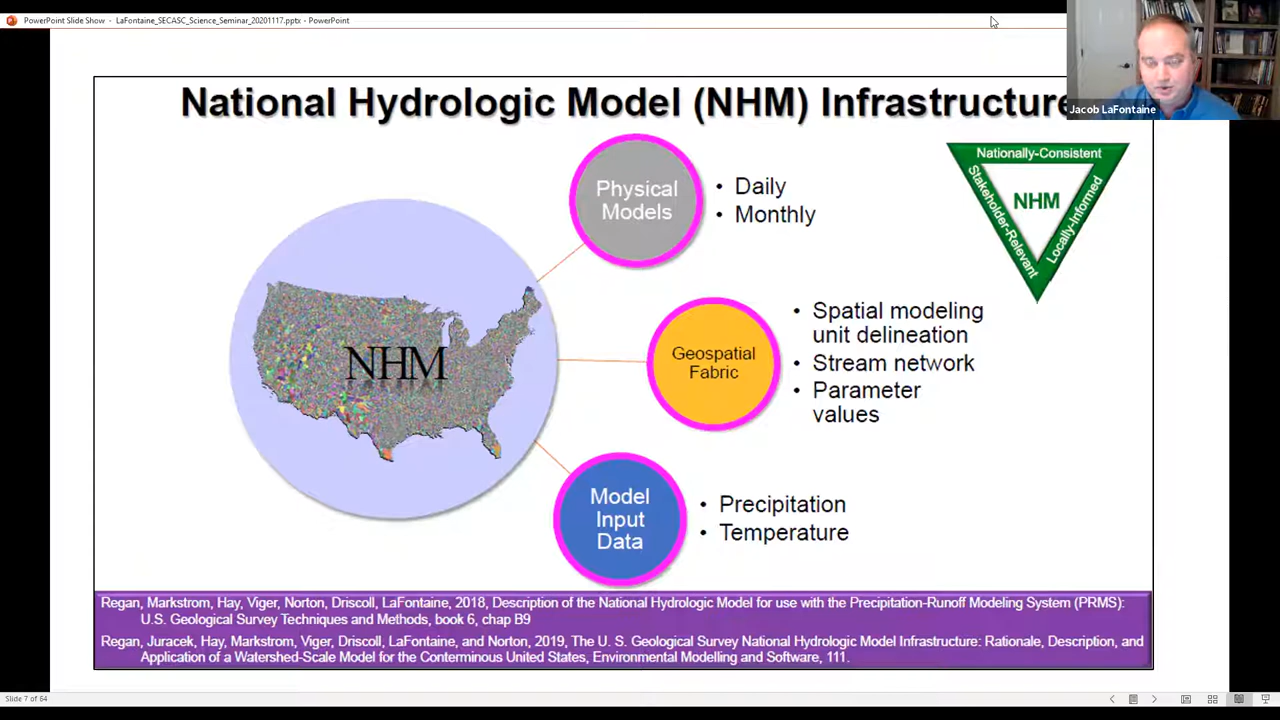 PowerPoint Slide Show - LaFontaine_SECASC_Science_Seminar_20201117.pptx - PowerPoint
Jacob LaFontaine
National Hydrologic Model (NHM) Infrastructure
Physical
Models
• Daily
• Monthly
Nationally-Consistent
Stakeholder-Relevant
Locally-Informed
NHM
NHM
Geospatial
Fabric
• Spatial modeling
unit delineation
• Stream network
• Parameter
values
Model
Input
Data
• Precipitation
• Temperature
Regan, Markstrom, Hay, Viger, Norton, Driscoll, LaFontaine, 2018, Description of the National Hydrologic Model for use with the Precipitation-Runoff Modeling System (PRMS):
U.S. Geological Survey Techniques and Methods, book 6, chap B9
Regan, Juracek, Hay, Markstrom, Viger, Driscoll, LaFontaine, and Norton, 2019, The U. S. Geological Survey National Hydrologic Model Infrastructure: Rationale, Description, and
Application of a Watershed-Scale Model for the Conterminous United States, Environmental Modelling and Software, 111.
Slide 7 of 64